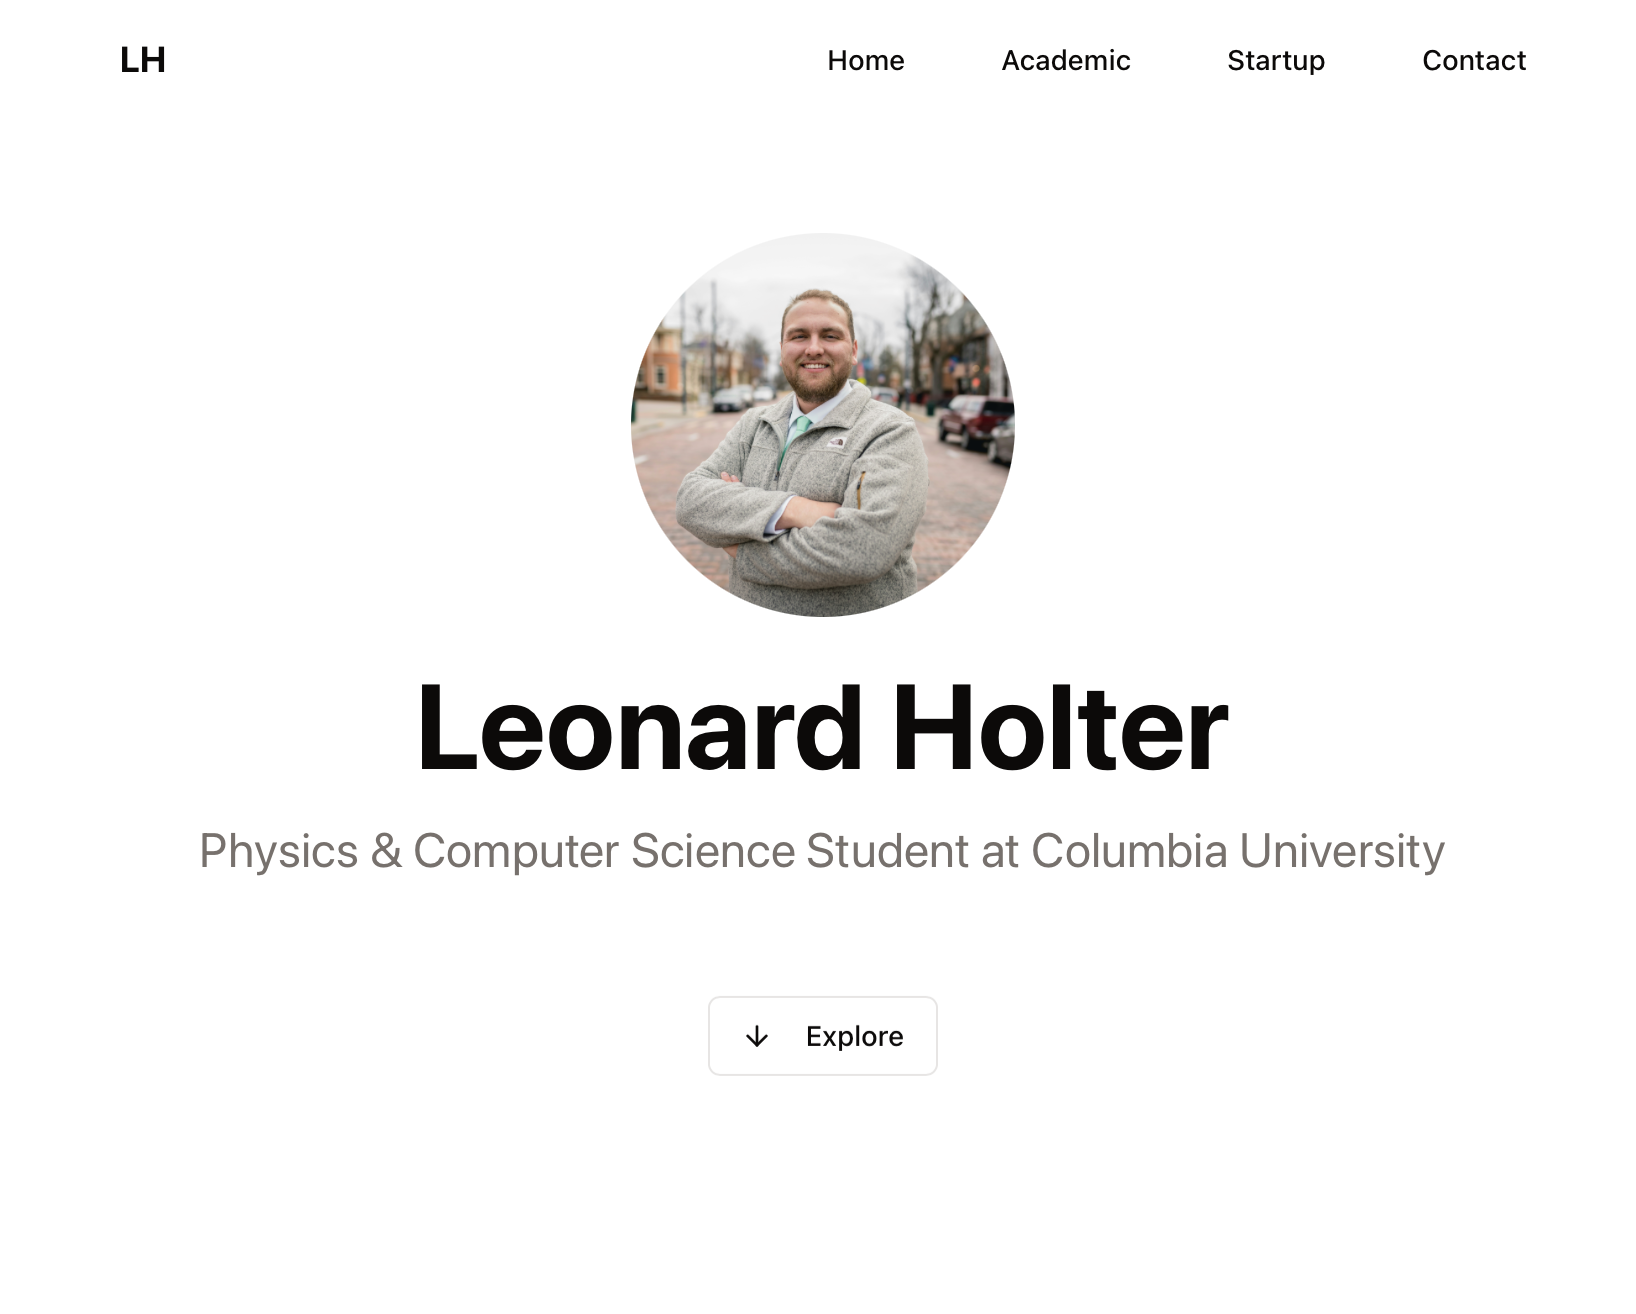 LH
Home Academic Startup Contact
Leonard Holter
Physics & Computer Science Student at Columbia University
Explore